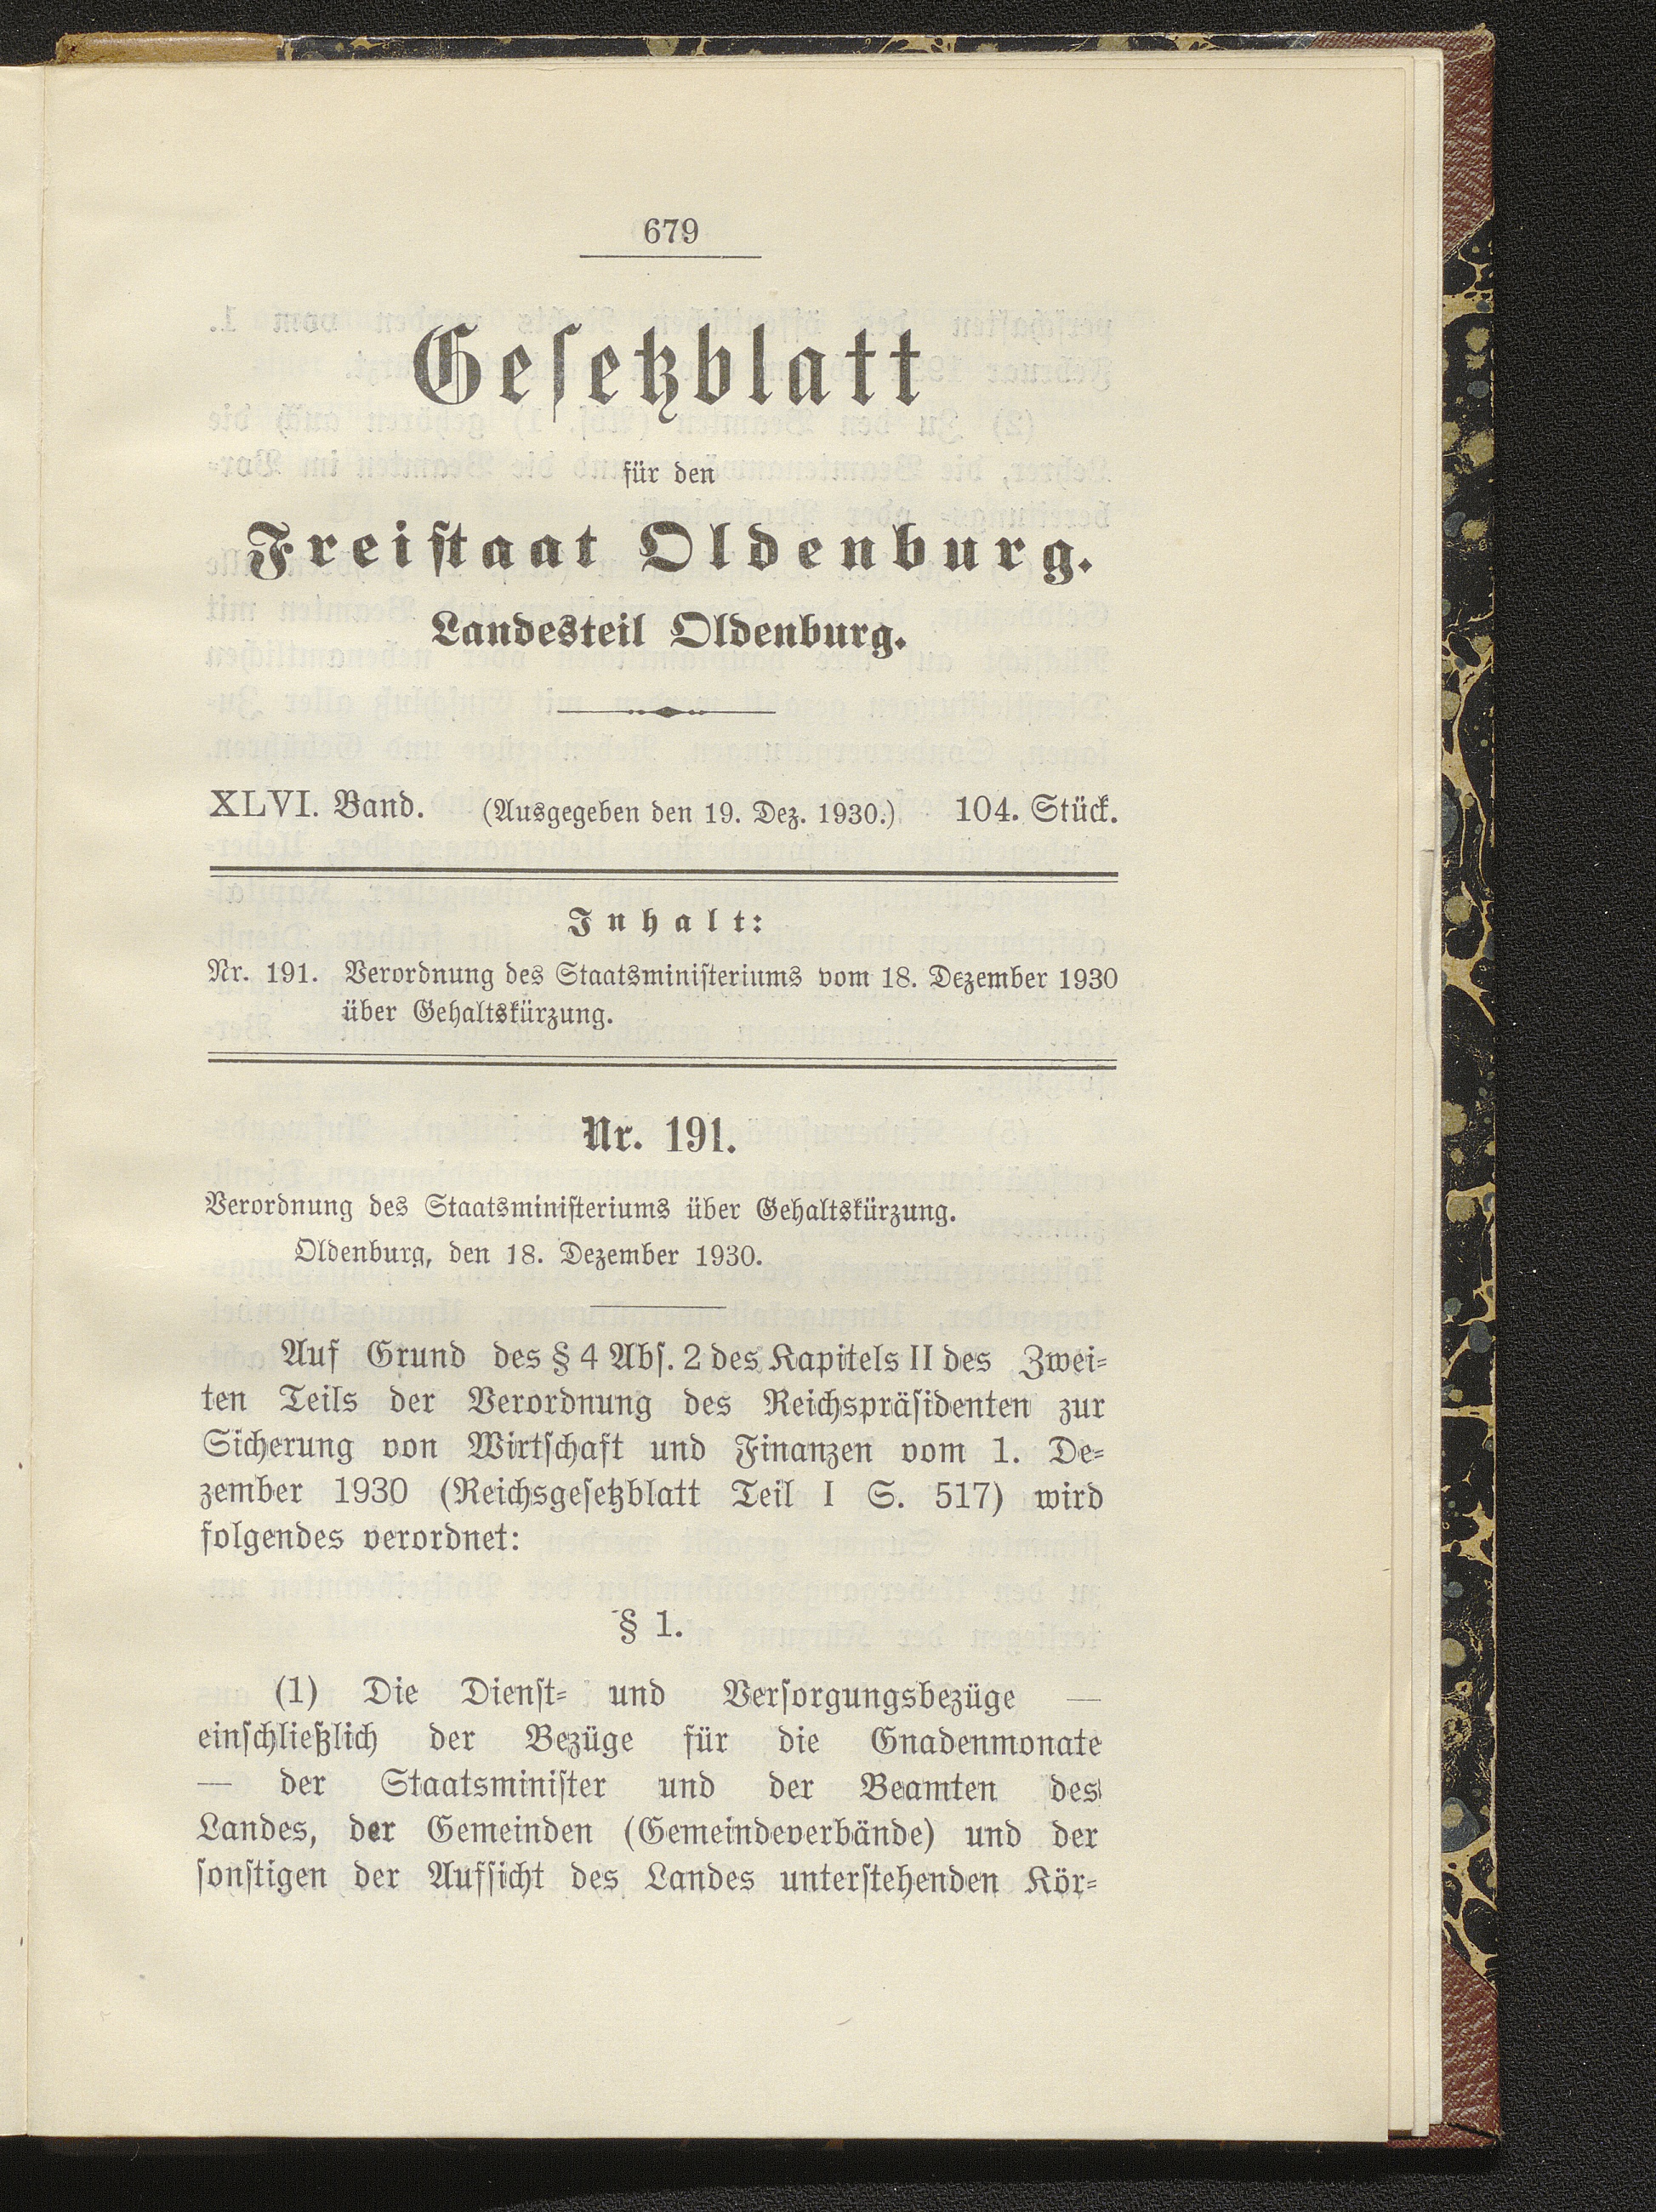 679
Gesetzblatt
für den
Freistaat Oldenburg.
Landesteil Oldenburg.
XLVI. Band. (Ausgegeben den 19. Dez. 1930.) 104. Stück.
Inhalt:
Nr. 191. Verordnung des Staatsministeriums vom 18. Dezember 1930
über Gehaltskürzung.
Nr. 191.
Verordnung des Staatsministeriums über Gehaltskürzung.
Oldenburg, den 18. Dezember 1930.
Auf Grund des § 4 Abs. 2 des Kapitels II des Zwei-
ten Teils der Verordnung des Reichspräsidenten zur
Sicherung von Wirtschaft und Finanzen vom 1. De-
zember 1930 (Reichsgesetzblatt Teil I S. 517) wird
folgendes verordnet:
§ 1.
(1) Die Dienst- und Versorgungsbezüge —
einschließlich der Bezüge für die Gnadenmonate
— der Staatsminister und der Beamten des
Landes, der Gemeinden (Gemeindeverbände) und der
sonstigen der Aufsicht des Landes unterstehenden Kör-